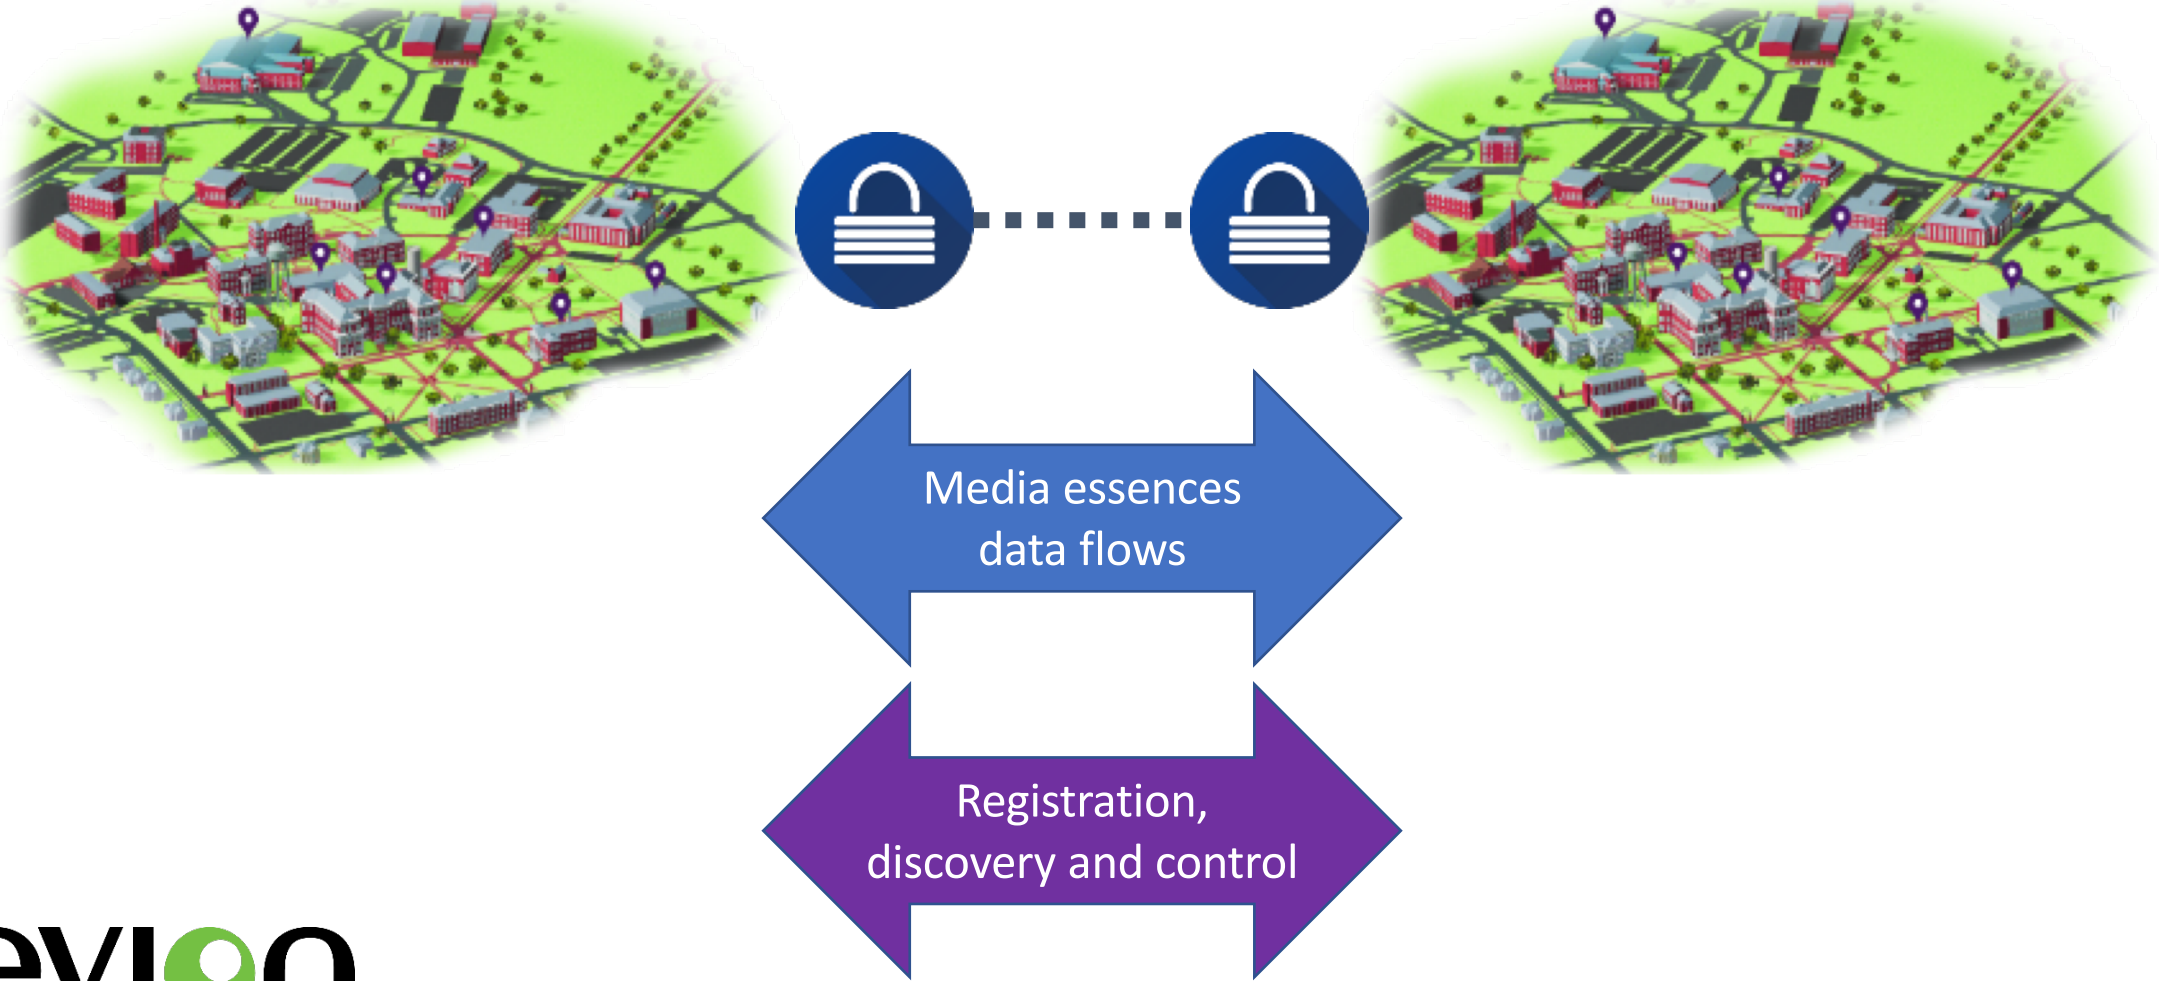 Media essences
data flows
Registration,
discovery and control